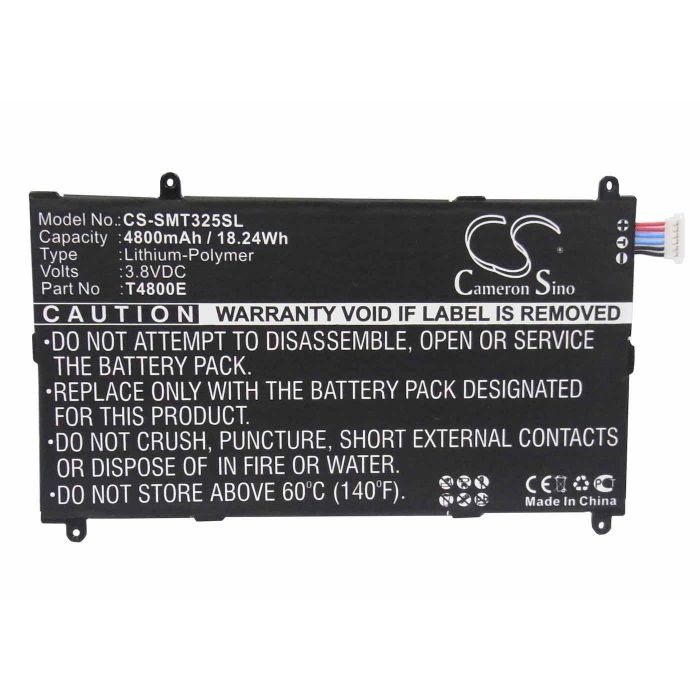 Model No.: CS-SMT325SL
Capacity : 4800mAh / 18.24Wh
Type : Lithium-Polymer
Volts : 3.8VDC
Part No : T4800E
CS
Cameron Sino
CAUTION WARRANTY VOID IF LABEL IS REMOVED
•DO NOT ATTEMPT TO DISASSEMBLE, OPEN OR SERVICE
THE BATTERY PACK.
•REPLACE ONLY WITH THE BATTERY PACK DESIGNATED
FOR THIS PRODUCT.
•DO NOT CRUSH, PUNCTURE, SHORT EXTERNAL CONTACTS
OR DISPOSE OF IN FIRE OR WATER.
•DO NOT STORE ABOVE 60°C (140°F).
CE
Made In China